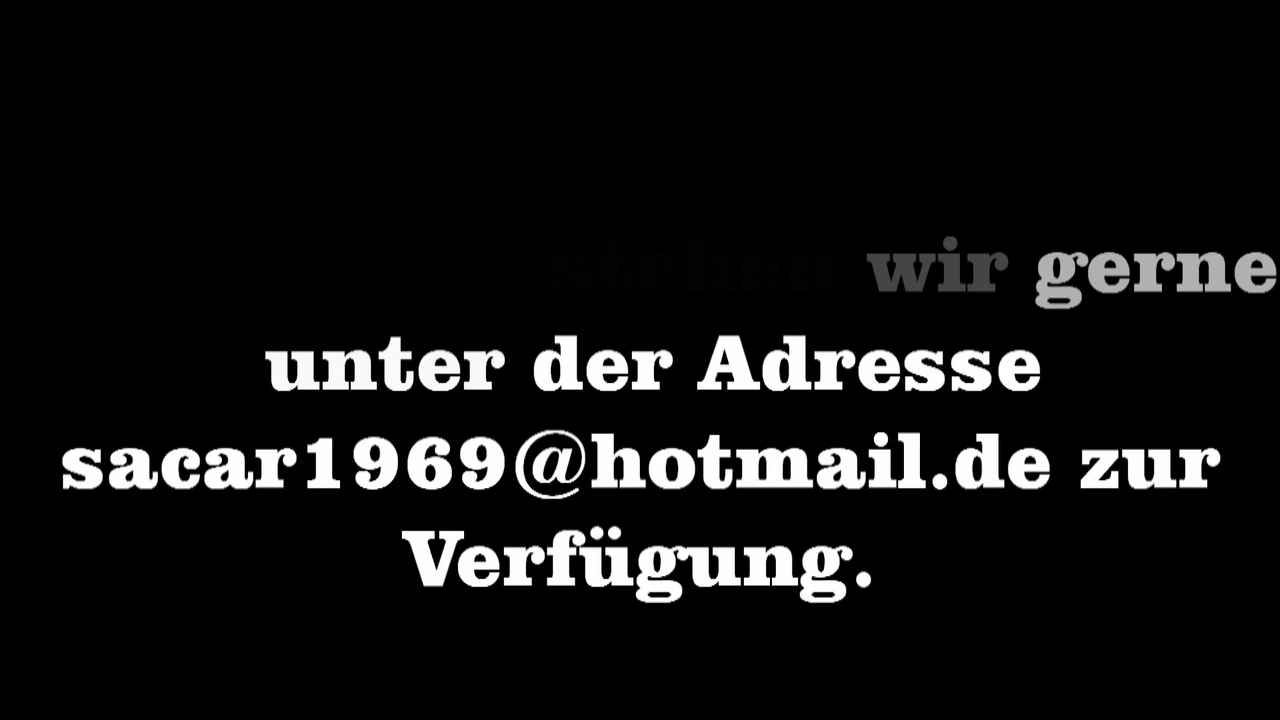 stehen wir gerne
unter der Adresse
sacar1969@hotmail.de zur
Verfügung.